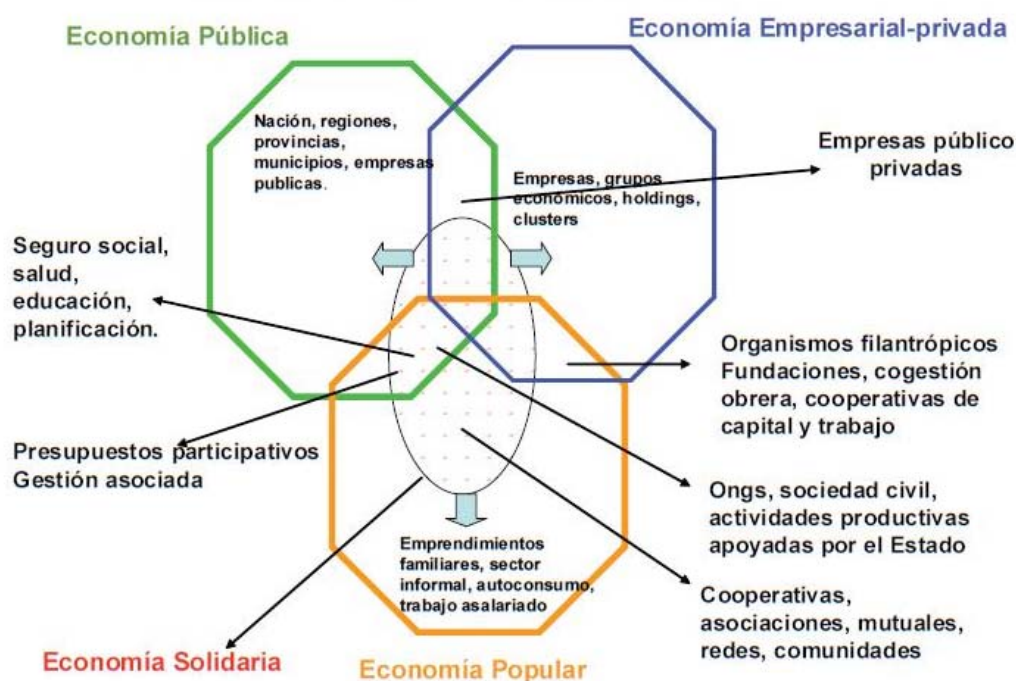 Economía Pública
Economía Empresarial-privada
Nación, regiones,
provincias,
municipios, empresas
publicas.
Empresas público
privadas
Empresas, grupos
económicos, holdings,
clusters
Seguro social,
salud,
educación,
planificación.
Organismos filantrópicos
Fundaciones, cogestión
obrera, cooperativas de
capital y trabajo
Presupuestos participativos
Gestión asociada
Ongs, sociedad civil,
actividades productivas
apoyadas por el Estado
Emprendimientos
familiares, sector
informal, autoconsumo,
trabajo asalariado
Cooperativas,
asociaciones, mutuales,
redes, comunidades
Economía Solidaria
Economía Popular